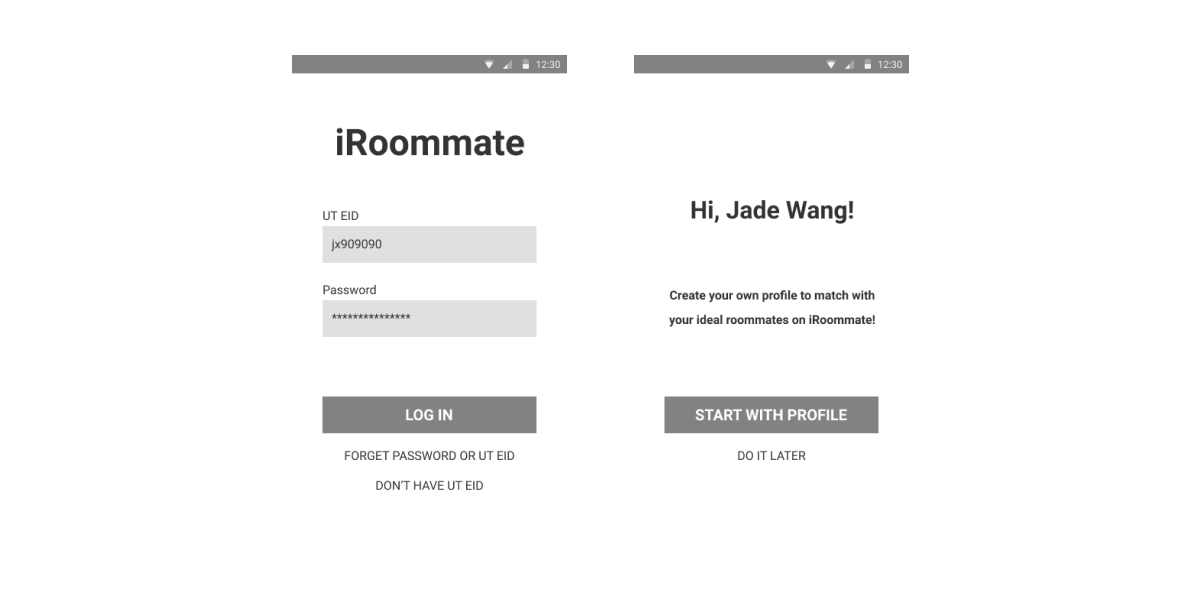 12:30
iRoommate
UT EID
jx909090
Password
***************
LOG IN
FORGET PASSWORD OR UT EID
DON'T HAVE UT EID
12:30
Hi, Jade Wang!
Create your own profile to match with
your ideal roommates on iRoommate!
START WITH PROFILE
DO IT LATER